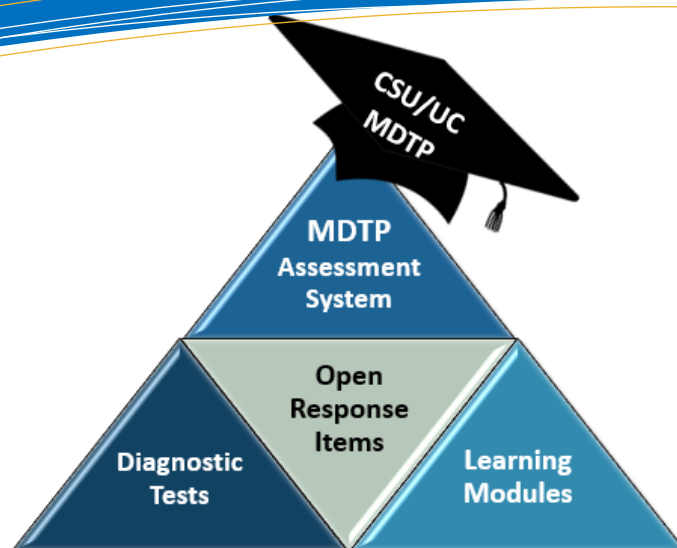 CSU/UC
MDTP
MDTP
Assessment
System
Open
Response
Items
Diagnostic
Tests
Learning
Modules